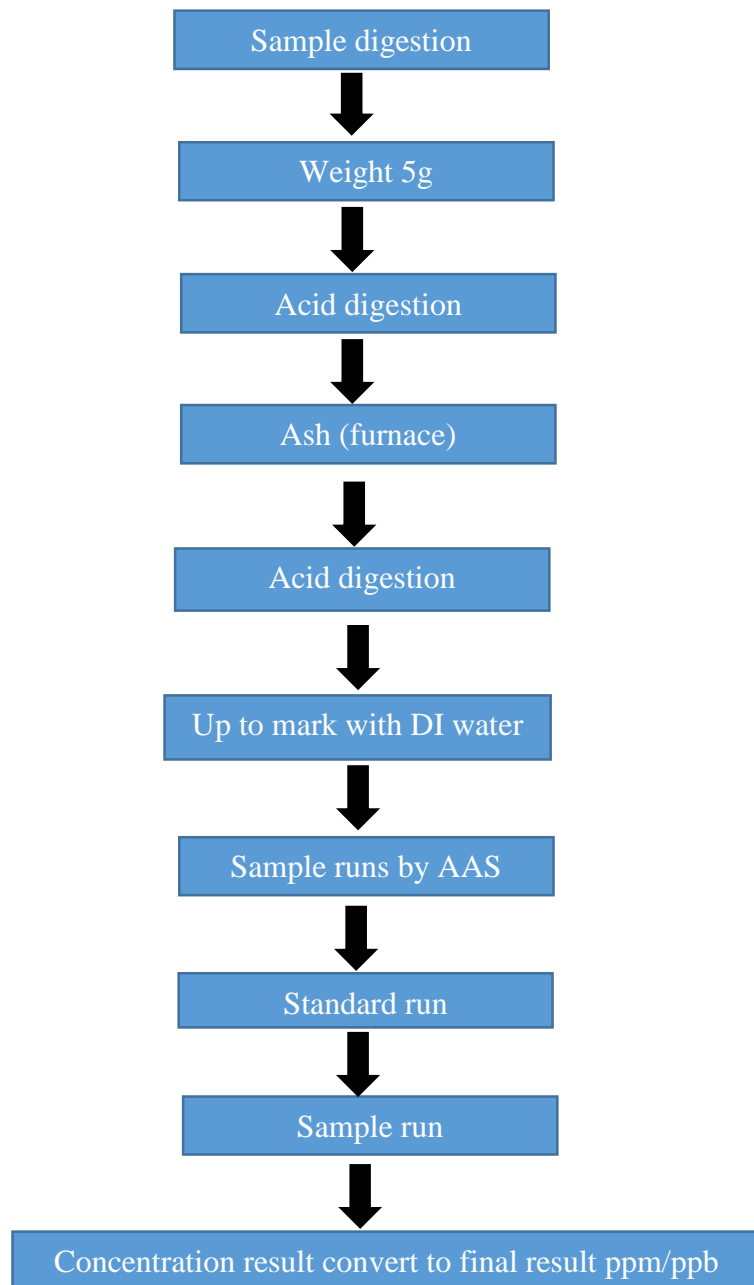 Sample digestion
Weight 5g
Acid digestion
Ash (furnace)
Acid digestion
Up to mark with DI water
Sample runs by AAS
Standard run
Sample run
Concentration result convert to final result ppm/ppb